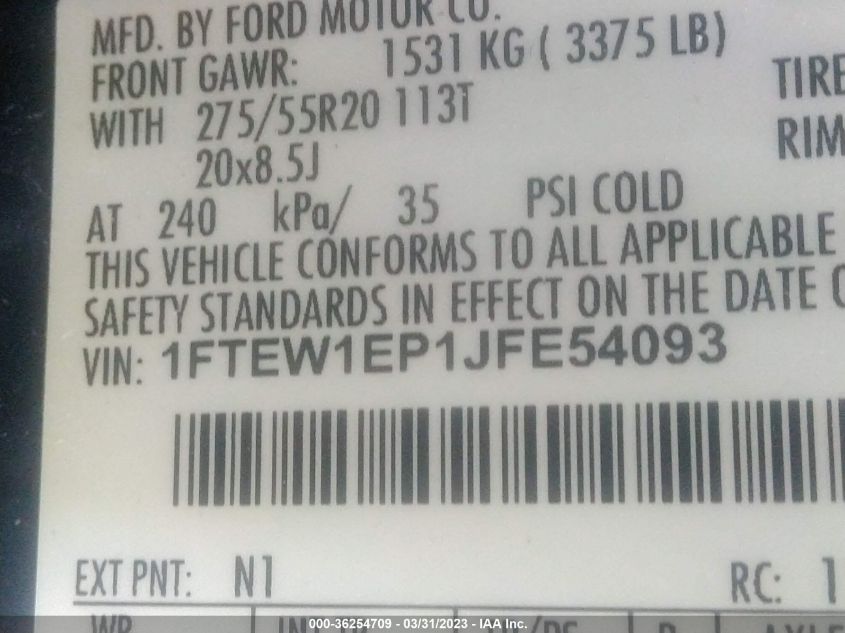 MFD. BY FORD MOTOR CO.
FRONT GAWR: 1531 KG ( 3375 LB)
WITH 275/55R20 113T TIRE
20x8.5J RIM
AT 240 kPa/ 35 PSI COLD
THIS VEHICLE CONFORMS TO ALL APPLICABLE
SAFETY STANDARDS IN EFFECT ON THE DATE O
VIN: 1FTEW1EP1JFE54093
EXT PNT: N1 RC: 1
000-36254709 - 03/31/2023 - IAA Inc.